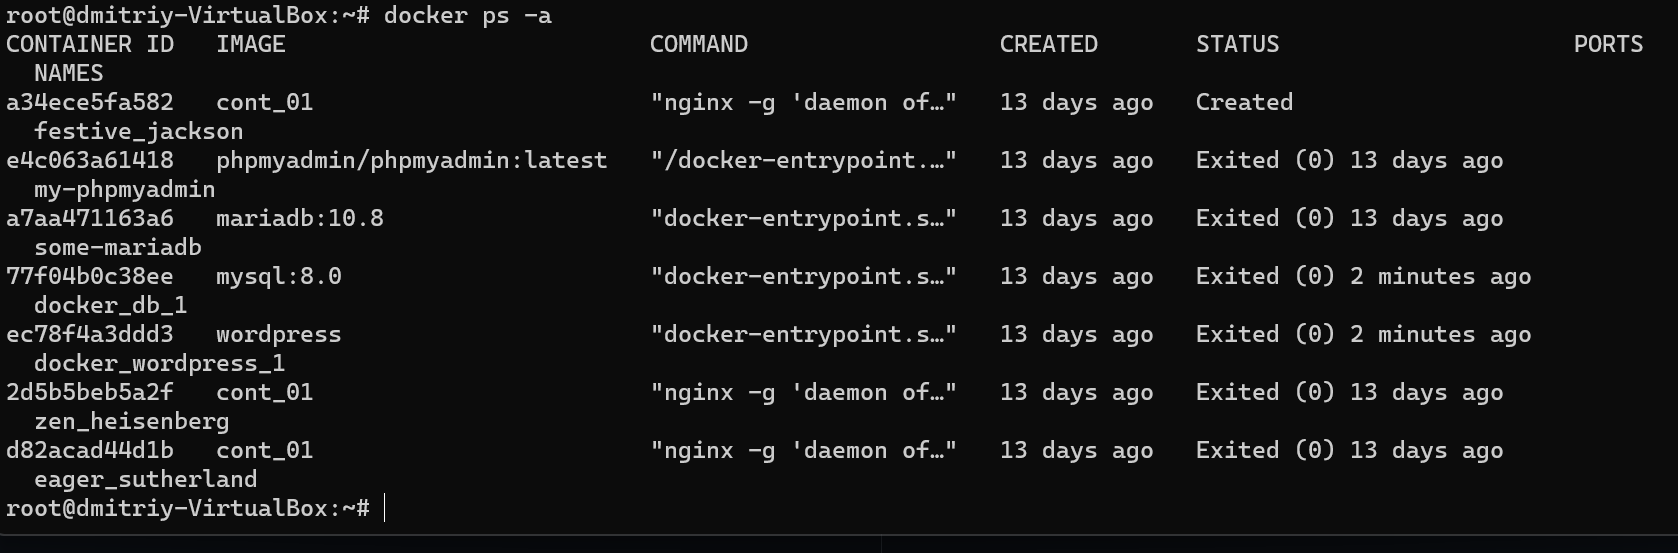 root@dmitriy-VirtualBox:~# docker ps -a
CONTAINER ID   IMAGE                          COMMAND                  CREATED       STATUS                     PORTS
  NAMES
a34ece5fa582   cont_01                        "nginx -g 'daemon of…"   13 days ago   Created
  festive_jackson
e4c063a61418   phpmyadmin/phpmyadmin:latest   "/docker-entrypoint.…"   13 days ago   Exited (0) 13 days ago
  my-phpmyadmin
a7aa471163a6   mariadb:10.8                   "docker-entrypoint.s…"   13 days ago   Exited (0) 13 days ago
  some-mariadb
77f04b0c38ee   mysql:8.0                      "docker-entrypoint.s…"   13 days ago   Exited (0) 2 minutes ago
  docker_db_1
ec78f4a3ddd3   wordpress                      "docker-entrypoint.s…"   13 days ago   Exited (0) 2 minutes ago
  docker_wordpress_1
2d5b5beb5a2f   cont_01                        "nginx -g 'daemon of…"   13 days ago   Exited (0) 13 days ago
  zen_heisenberg
d82acad44d1b   cont_01                        "nginx -g 'daemon of…"   13 days ago   Exited (0) 13 days ago
  eager_sutherland
root@dmitriy-VirtualBox:~#